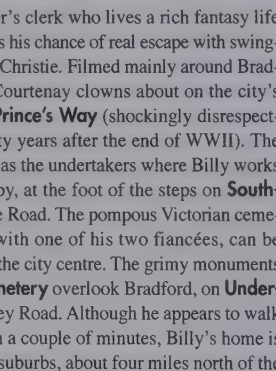 r's clerk who lives a rich fantasy life
s his chance of real escape with swing-
Christie. Filmed mainly around Brad-
Courtenay clowns about on the city's
Prince's Way (shockingly disrespect-
ty years after the end of WWII). The
as the undertakers where Billy works
by, at the foot of the steps on South-
e Road. The pompous Victorian ceme-
with one of his two fiancées, can be
the city centre. The grimy monuments
metery overlook Bradford, on Under-
ey Road. Although he appears to walk
n a couple of minutes, Billy's home is
suburbs, about four miles north of the